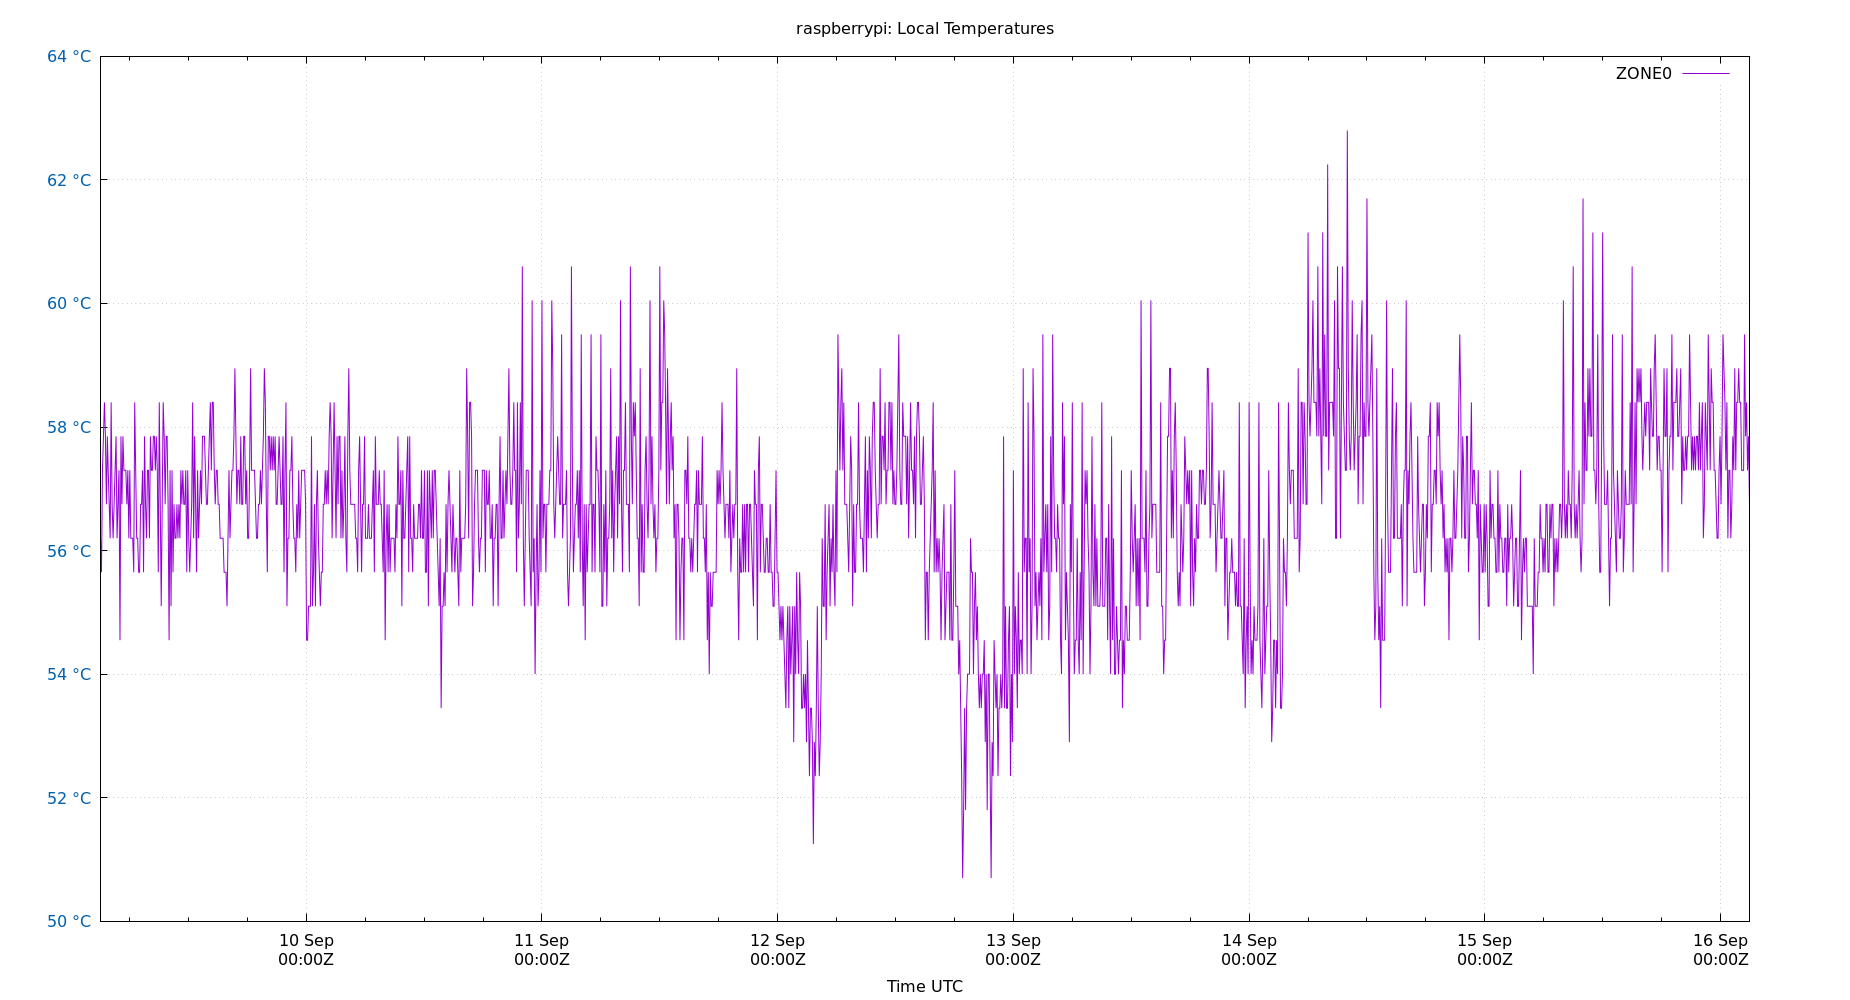 raspberrypi: Local Temperatures
64 °C
ZONE0
62 °C
60 °C
58 °C
56 °C
54 °C
52 °C
50 °C
10 Sep 11 Sep 12 Sep 13 Sep 14 Sep 15 Sep 16 Sep
00:00Z 00:00Z 00:00Z 00:00Z 00:00Z 00:00Z 00:00Z
Time UTC